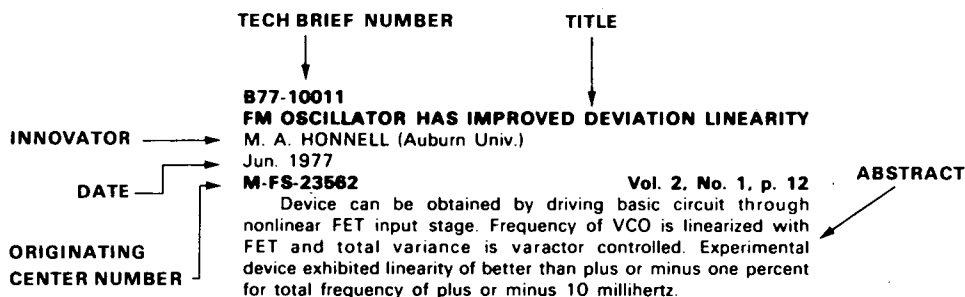 TECH BRIEF NUMBER
TITLE
B77-10011
FM OSCILLATOR HAS IMPROVED DEVIATION LINEARITY
INNOVATOR
M. A. HONNELL (Auburn Univ.)
DATE
Jun. 1977
M-FS-23562 Vol. 2, No. 1, p. 12
ABSTRACT
Device can be obtained by driving basic circuit through
nonlinear FET input stage. Frequency of VCO is linearized with
FET and total variance is varactor controlled. Experimental
device exhibited linearity of better than plus or minus one percent
for total frequency of plus or minus 10 millihertz.
ORIGINATING
CENTER NUMBER